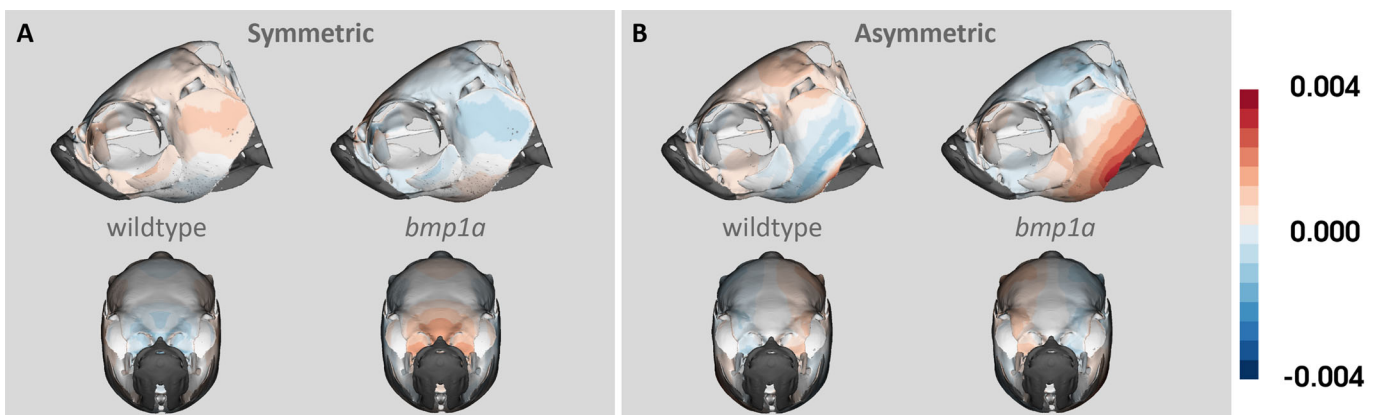 A
Symmetric
wildtype
bmp1a
B
Asymmetric
wildtype
bmp1a
0.004
0.000
-0.004